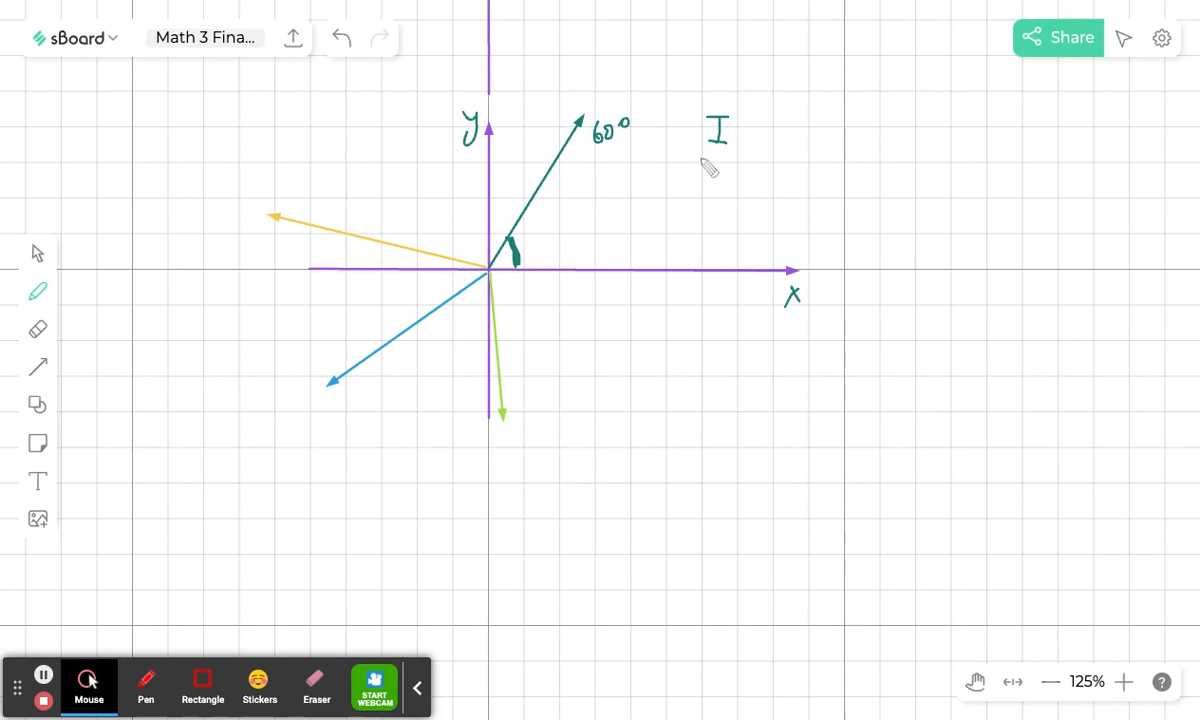 sBoard
Math 3 Fina...
Share
y
60°
I
x
Mouse
Pen
Rectangle
Stickers
Eraser
START
WEBCAM
125%
?